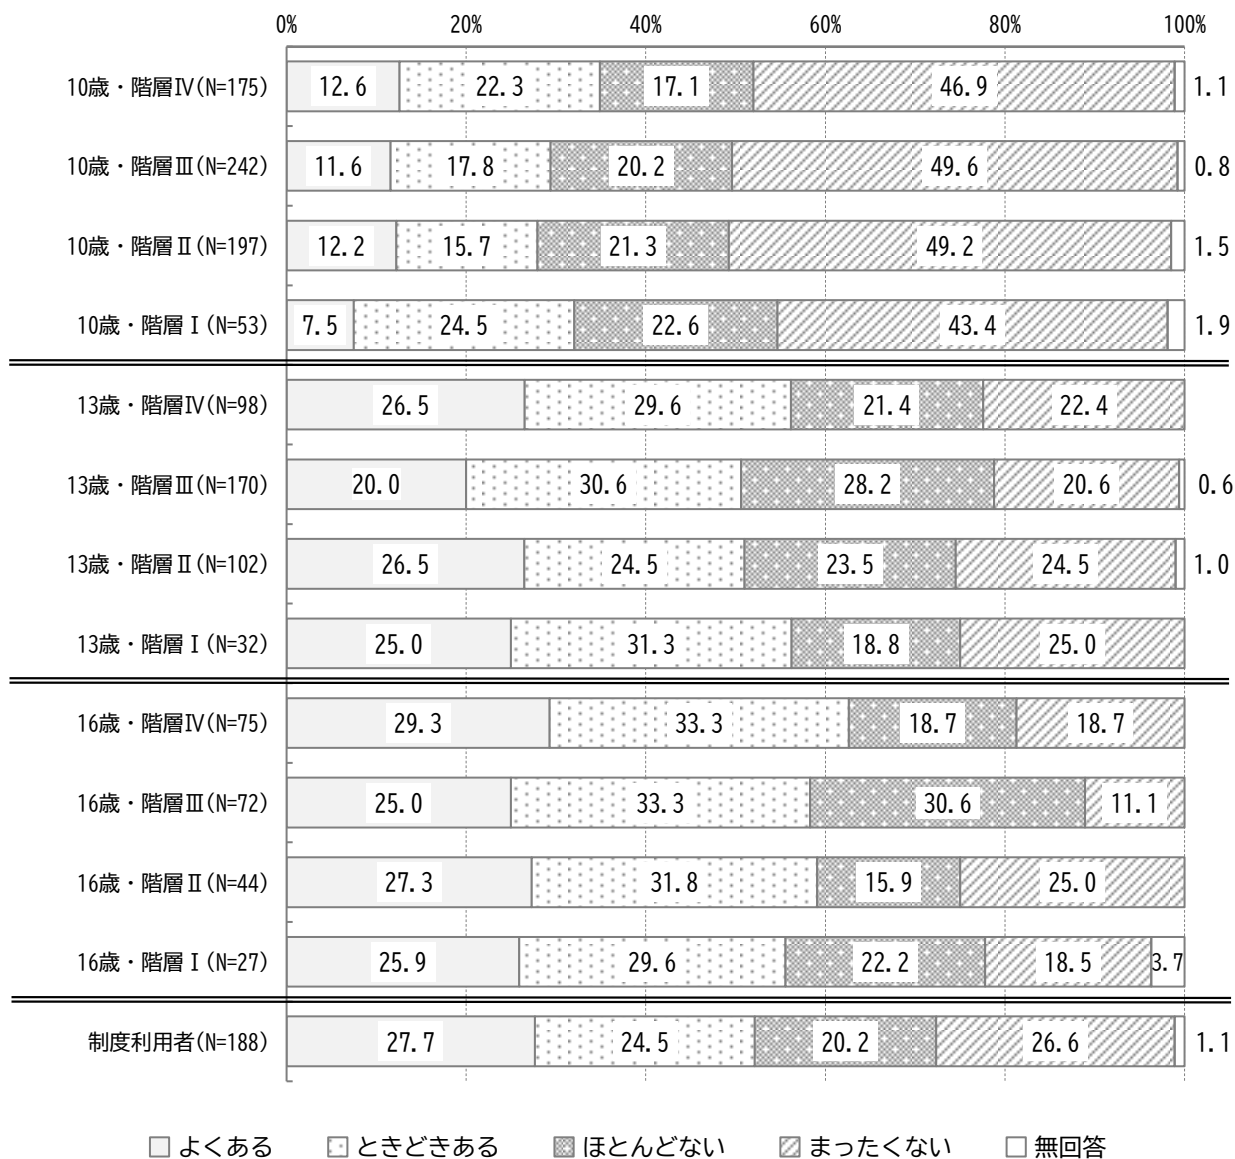 0% 20% 40% 60% 80% 100%
10歳・階層Ⅳ(N=175) 12.6 22.3 17.1 46.9 1.1
10歳・階層Ⅲ(N=242) 11.6 17.8 20.2 49.6 0.8
10歳・階層Ⅱ(N=197) 12.2 15.7 21.3 49.2 1.5
10歳・階層Ⅰ(N=53) 7.5 24.5 22.6 43.4 1.9
13歳・階層Ⅳ(N=98) 26.5 29.6 21.4 22.4
13歳・階層Ⅲ(N=170) 20.0 30.6 28.2 20.6 0.6
13歳・階層Ⅱ(N=102) 26.5 24.5 23.5 24.5 1.0
13歳・階層Ⅰ(N=32) 25.0 31.3 18.8 25.0
16歳・階層Ⅳ(N=75) 29.3 33.3 18.7 18.7
16歳・階層Ⅲ(N=72) 25.0 33.3 30.6 11.1
16歳・階層Ⅱ(N=44) 27.3 31.8 15.9 25.0
16歳・階層Ⅰ(N=27) 25.9 29.6 22.2 18.5 3.7
制度利用者(N=188) 27.7 24.5 20.2 26.6 1.1
よくある ときどきある ほとんどない まったくない 無回答